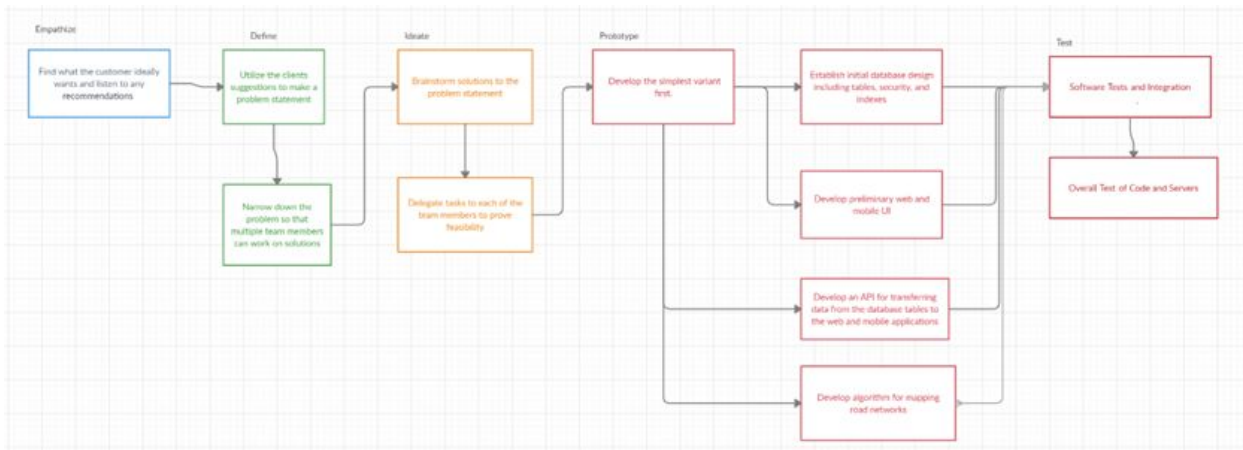 Empathize
Find what the customer ideally
wants and listen to any
recommendations
Define
Utilize the clients
suggestions to make a
problem statement
Narrow down the
problem so that
multiple team members
can work on solutions
Ideate
Brainstorm solutions to the
problem statement
Delegate tasks to each of the
team members to prove
feasibility
Prototype
Develop the simplest variant
first.
Establish initial database design
including tables, security, and
indexes
Develop preliminary web and
mobile UI
Develop an API for transferring
data from the database tables to
the web and mobile applications
Develop algorithm for mapping
road networks
Test
Software Tests and Integration
.
Overall Test of Code and Servers